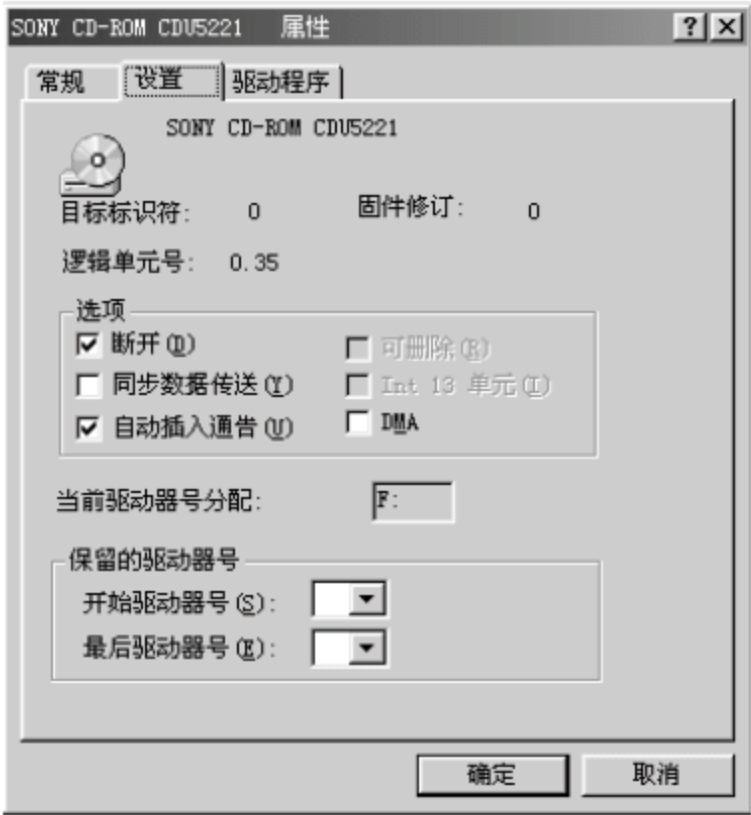 SONY CD-ROM CDU5221 属性
常规 设置 驱动程序
SONY CD-ROM CDU5221
目标标识符: 0 固件修订: 0
逻辑单元号: 0.35
选项
断开(D) 可删除(R)
同步数据传送(Y) Int 13 单元(I)
自动插入通告(U) DMA
当前驱动器号分配: F:
保留的驱动器号
开始驱动器号(S):
最后驱动器号(E):
确定 取消